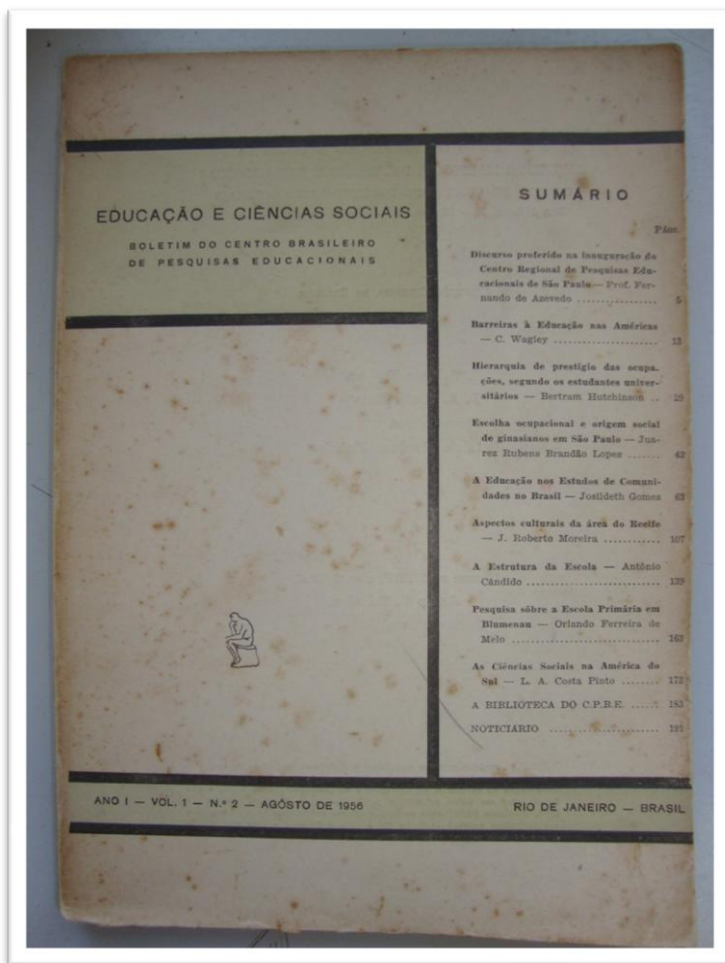 EDUCAÇÃO E CIÊNCIAS SOCIAIS
BOLETIM DO CENTRO BRASILEIRO
DE PESQUISAS EDUCACIONAIS
SUMÁRIO
Págs.
Discurso proferido na inauguração do
Centro Regional de Pesquisas Edu-
cacionais de São Paulo — Prof. Fer-
nando de Azevedo ................ 5
Barreiras à Educação nas Américas
— C. Wagley ..................... 13
Hierarquia de prestígio das ocupa-
ções, segundo os estudantes univer-
sitários — Bertram Hutchinson .. 29
Escolha ocupacional e origem social
de ginasianos em São Paulo — Jua-
rez Rubens Brandão Lopez ....... 43
A Educação nos Estudos de Comuni-
dades no Brasil — Josildeth Gomes 63
Aspectos culturais da área do Recife
— J. Roberto Moreira ............ 107
A Estrutura da Escola — Antônio
Cândido ......................... 139
Pesquisa sôbre a Escola Primária em
Blumenau — Orlando Ferreira de
Melo ............................ 163
As Ciências Sociais na América do
Sul — L. A. Costa Pinto ........ 173
A BIBLIOTECA DO C.P.B.E. ...... 183
NOTICIÁRIO .................... 191
ANO I — VOL. 1 — N.º 2 — AGÔSTO DE 1956
RIO DE JANEIRO — BRASIL